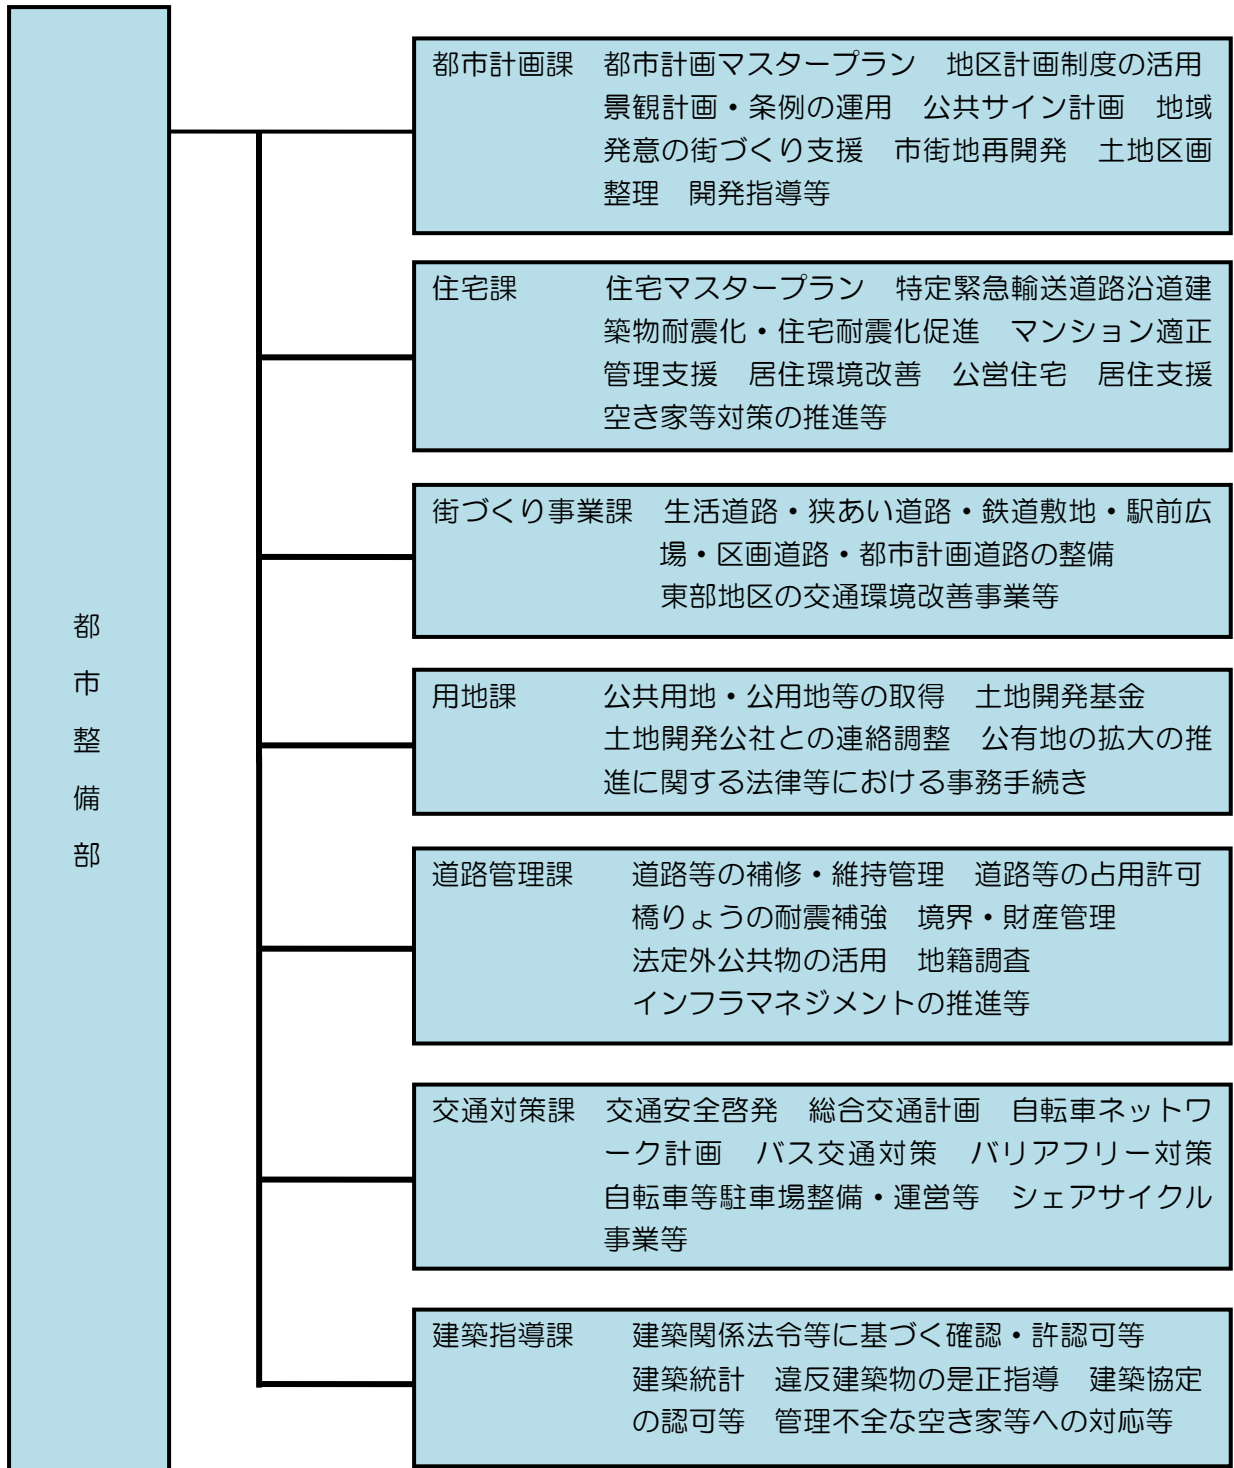 都市整備部
都市計画課　都市計画マスタープラン　地区計画制度の活用
景観計画・条例の運用　公共サイン計画　地域
発意の街づくり支援　市街地再開発　土地区画
整理　開発指導等
住宅課　住宅マスタープラン　特定緊急輸送道路沿道建
築物耐震化・住宅耐震化促進　マンション適正
管理支援　居住環境改善　公営住宅　居住支援
空き家等対策の推進等
街づくり事業課　生活道路・狭あい道路・鉄道敷地・駅前広
場・区画道路・都市計画道路の整備
東部地区の交通環境改善事業等
用地課　公共用地・公用地等の取得　土地開発基金
土地開発公社との連絡調整　公有地の拡大の推
進に関する法律等における事務手続き
道路管理課　道路等の補修・維持管理　道路等の占用許可
橋りょうの耐震補強　境界・財産管理
法定外公共物の活用　地籍調査
インフラマネジメントの推進等
交通対策課　交通安全啓発　総合交通計画　自転車ネットワ
ーク計画　バス交通対策　バリアフリー対策
自転車等駐車場整備・運営等　シェアサイクル
事業等
建築指導課　建築関係法令等に基づく確認・許認可等
建築統計　違反建築物の是正指導　建築協定
の認可等　管理不全な空き家等への対応等